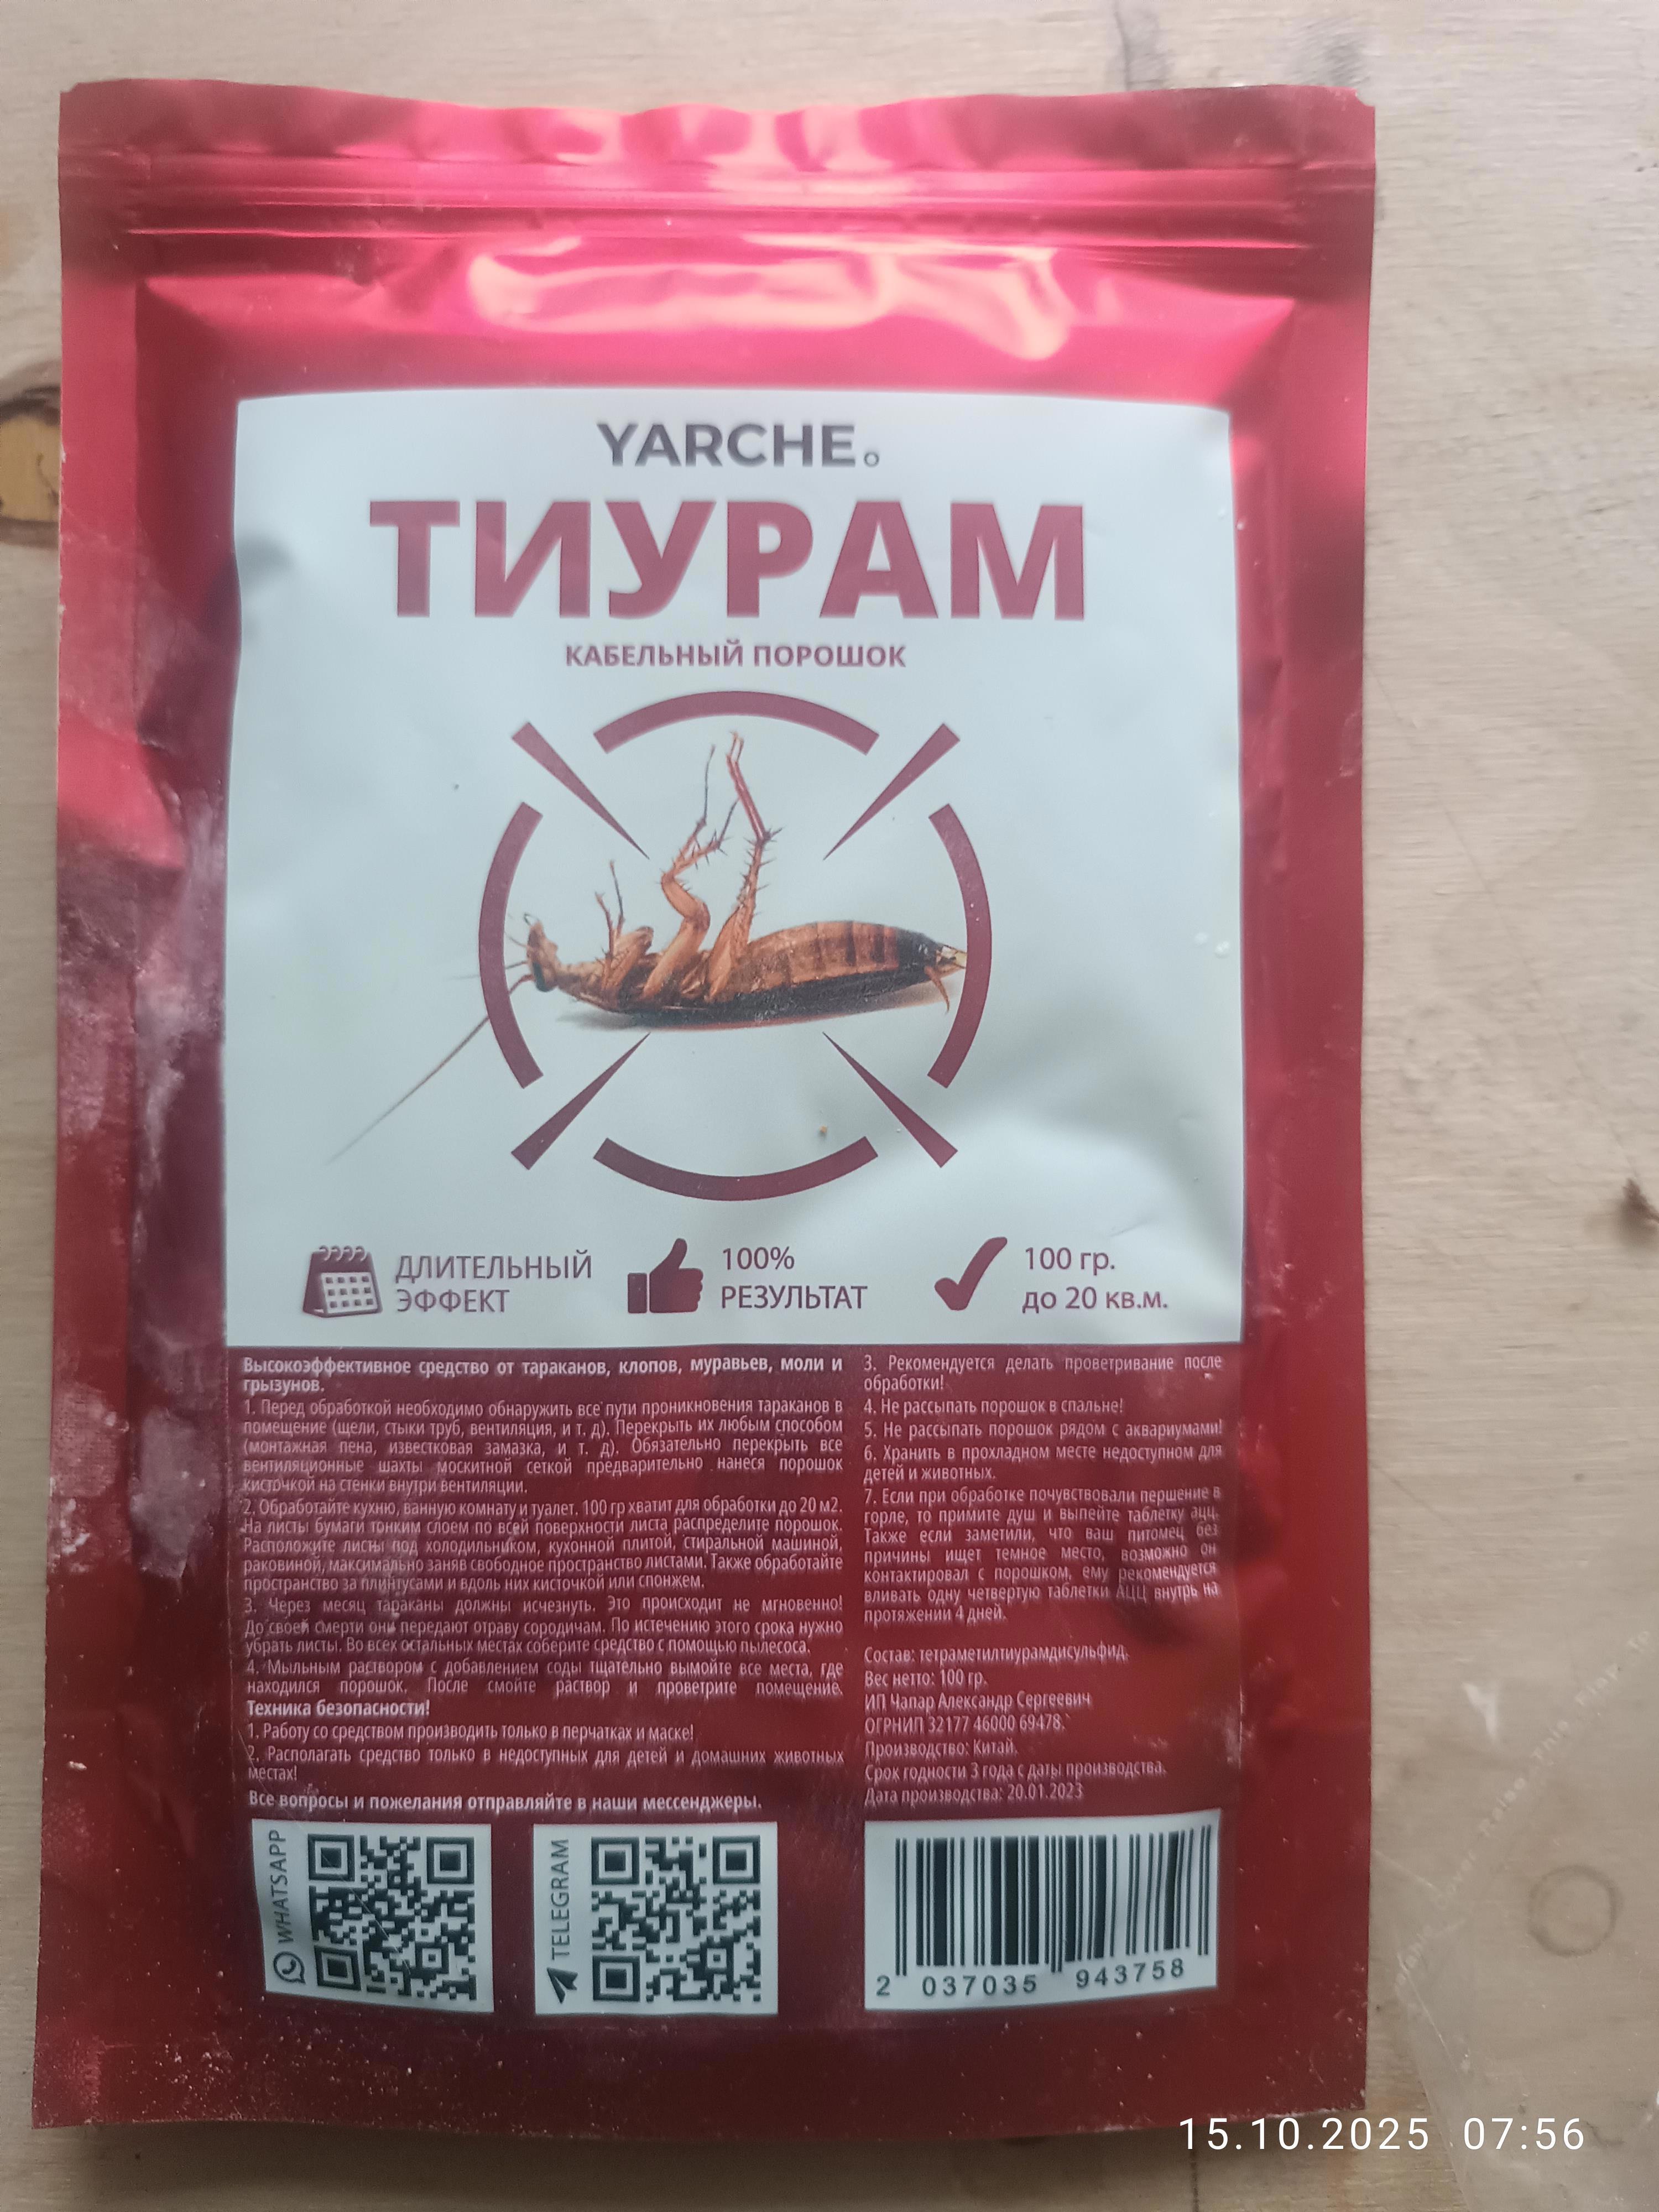 YARCHE
ТИУРАМ
КАБЕЛЬНЫЙ ПОРОШОК
ДЛИТЕЛЬНЫЙ
ЭФФЕКТ
100%
РЕЗУЛЬТАТ
100 гр.
до 20 кв.м.
Высокоэффективное средство от тараканов, клопов, муравьев, моли и
грызунов.
1. Перед обработкой необходимо обнаружить все пути проникновения тараканов в
помещение (щели, стыки труб, вентиляция, и т. д). Перекрыть их любым способом
(монтажная пена, известковая замазка, и т. д). Обязательно перекрыть все
вентиляционные шахты москитной сеткой предварительно нанеся порошок
кисточкой на стенки внутри вентиляции.
2. Обработайте кухню, ванную комнату и туалет. 100 гр хватит для обработки до 20 м2.
На листы бумаги тонким слоем по всей поверхности листа распределите порошок.
Расположите листы под холодильником, кухонной плитой, стиральной машиной,
раковиной, максимально заняв свободное пространство листами. Также обработайте
пространство за плинтусами и вдоль них кисточкой или спонжем.
3. Через месяц тараканы должны исчезнуть. Это происходит не мгновенно!
До своей смерти они передают отраву сородичам. По истечению этого срока нужно
убрать листы. Во всех остальных местах соберите средство с помощью пылесоса.
4. Мыльным раствором с добавлением соды тщательно вымойте все места, где
находился порошок. После смойте раствор и проветрите помещение.
Техника безопасности!
1. Работу со средством производить только в перчатках и маске!
2. Располагать средство только в недоступных для детей и домашних животных
местах!
Все вопросы и пожелания отправляйте в наши мессенджеры.
3. Рекомендуется делать проветривание после
обработки!
4. Не рассыпать порошок в спальне!
5. Не рассыпать порошок рядом с аквариумами!
6. Хранить в прохладном месте недоступном для
детей и животных.
7. Если при обработке почувствовали першение в
горле, то примите душ и выпейте таблетку ацц.
Также если заметили, что ваш питомец без
причины ищет темное место, возможно он
контактировал с порошком, ему рекомендуется
вливать одну четвертую таблетки АЦЦ внутрь на
протяжении 4 дней.
Состав: тетраметилтиурамдисульфид.
Вес нетто: 100 гр.
ИП Чапар Александр Сергеевич
ОГРНИП 32177 46000 69478.
Производство: Китай.
Срок годности 3 года с даты производства.
Дата производства: 20.01.2023
WHATSAPP
TELEGRAM
2 037035 943758
15.10.2025 07:56